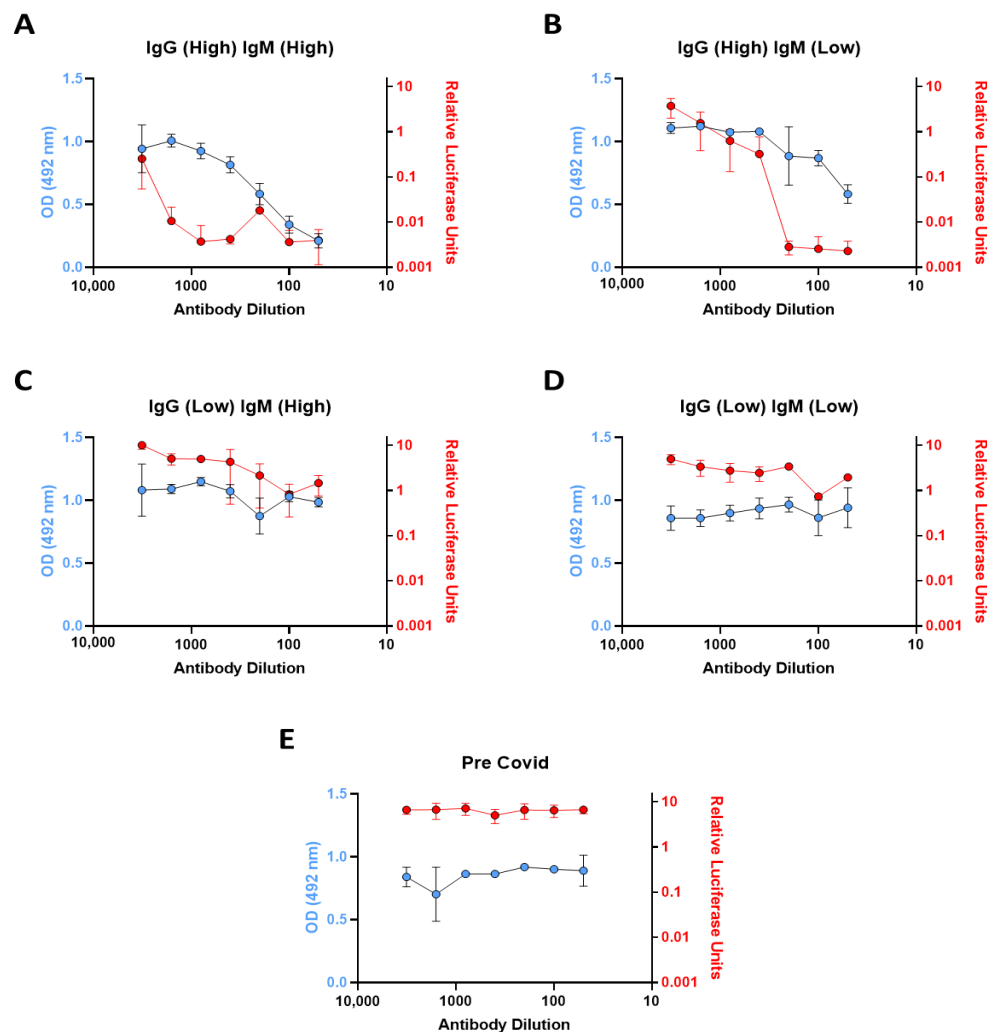 A
IgG (High) IgM (High)
1.5
1.0
0.5
0.0
OD (492 nm)
10
1
0.1
0.01
0.001
Relative Luciferase Units
10,000
1000
100
10
Antibody Dilution
B
IgG (High) IgM (Low)
1.5
1.0
0.5
0.0
OD (492 nm)
10
1
0.1
0.01
0.001
Relative Luciferase Units
10,000
1000
100
10
Antibody Dilution
C
IgG (Low) IgM (High)
1.5
1.0
0.5
0.0
OD (492 nm)
10
1
0.1
0.01
0.001
Relative Luciferase Units
10,000
1000
100
10
Antibody Dilution
D
IgG (Low) IgM (Low)
1.5
1.0
0.5
0.0
OD (492 nm)
10
1
0.1
0.01
0.001
Relative Luciferase Units
10,000
1000
100
10
Antibody Dilution
E
Pre Covid
1.5
1.0
0.5
0.0
OD (492 nm)
10
1
0.1
0.01
0.001
Relative Luciferase Units
10,000
1000
100
10
Antibody Dilution